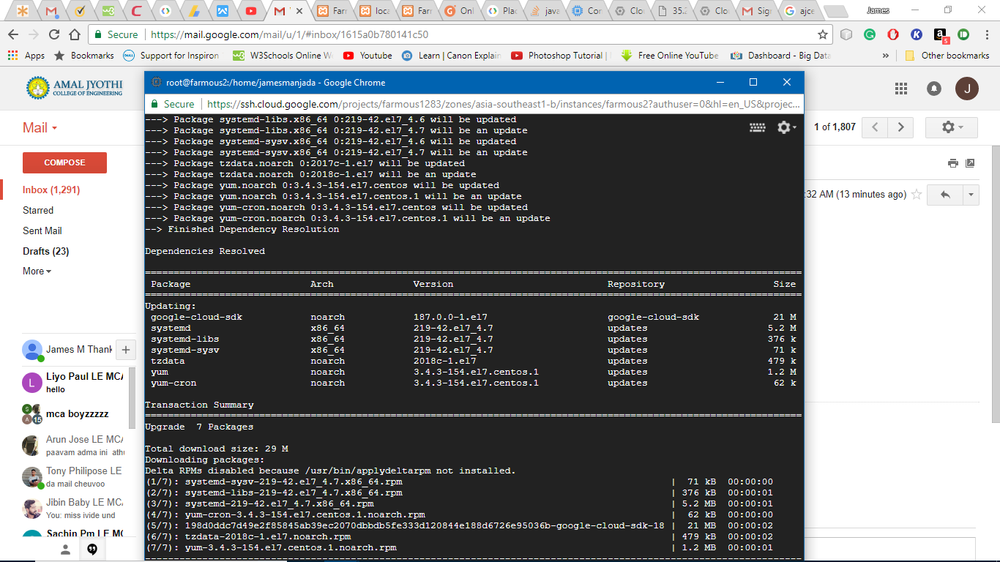 Farr
loca
Farr
Onl
Plac
java
Con
Clo
35.2
Clo
Sign
ajce
James
Secure
https://mail.google.com/mail/u/1/#inbox/1615a0b780141c50
Apps
Bookmarks
Support for Inspiron
W3Schools Online W
Youtube
Learn | Canon Explain
Photoshop Tutorial |
Free Online YouTube
Dashboard - Big Data
Other bookmarks
AMAL JYOTHI
COLLEGE OF ENGINEERING
J
Mail
1 of 1,807
COMPOSE
Inbox (1,291)
Starred
Sent Mail
Drafts (23)
More
:32 AM (13 minutes ago)
James M Thank
Liyo Paul LE MCA
hello
mca boyzzzzz
15
Arun Jose LE MCA
paavam adma ini athu
Tony Philipose LE
da mail cheuvoo
Jibin Baby LE MCA
You: miss ivide und
Sachin Pm LE MC
root@farmous2:/home/jamesmanjada - Google Chrome
Secure
https://ssh.cloud.google.com/projects/farmous1283/zones/asia-southeast1-b/instances/farmous2?authuser=0&hl=en_US&projec...
---> Package systemd-libs.x86_64 0:219-42.el7_4.6 will be updated
---> Package systemd-libs.x86_64 0:219-42.el7_4.7 will be an update
---> Package systemd-sysv.x86_64 0:219-42.el7_4.6 will be updated
---> Package systemd-sysv.x86_64 0:219-42.el7_4.7 will be an update
---> Package tzdata.noarch 0:2017c-1.el7 will be updated
---> Package tzdata.noarch 0:2018c-1.el7 will be an update
---> Package yum.noarch 0:3.4.3-154.el7.centos will be updated
---> Package yum.noarch 0:3.4.3-154.el7.centos.1 will be an update
---> Package yum-cron.noarch 0:3.4.3-154.el7.centos will be updated
---> Package yum-cron.noarch 0:3.4.3-154.el7.centos.1 will be an update
--> Finished Dependency Resolution
Dependencies Resolved
Package Arch Version Repository Size
Updating:
google-cloud-sdk noarch 187.0.0-1.el7 google-cloud-sdk 21 M
systemd x86_64 219-42.el7_4.7 updates 5.2 M
systemd-libs x86_64 219-42.el7_4.7 updates 376 k
systemd-sysv x86_64 219-42.el7_4.7 updates 71 k
tzdata noarch 2018c-1.el7 updates 479 k
yum noarch 3.4.3-154.el7.centos.1 updates 1.2 M
yum-cron noarch 3.4.3-154.el7.centos.1 updates 62 k
Transaction Summary
Upgrade 7 Packages
Total download size: 29 M
Downloading packages:
Delta RPMs disabled because /usr/bin/applydeltarpm not installed.
(1/7): systemd-sysv-219-42.el7_4.7.x86_64.rpm | 71 kB 00:00:00
(2/7): systemd-libs-219-42.el7_4.7.x86_64.rpm | 376 kB 00:00:01
(3/7): systemd-219-42.el7_4.7.x86_64.rpm | 5.2 MB 00:00:01
(4/7): yum-cron-3.4.3-154.el7.centos.1.noarch.rpm | 62 kB 00:00:00
(5/7): 198d0ddc7d49e2f85845ab39ec2070dbbdb5fe333d120844e188d6726e95036b-google-cloud-sdk-18 | 21 MB 00:00:02
(6/7): tzdata-2018c-1.el7.noarch.rpm | 479 kB 00:00:02
(7/7): yum-3.4.3-154.el7.centos.1.noarch.rpm | 1.2 MB 00:00:01